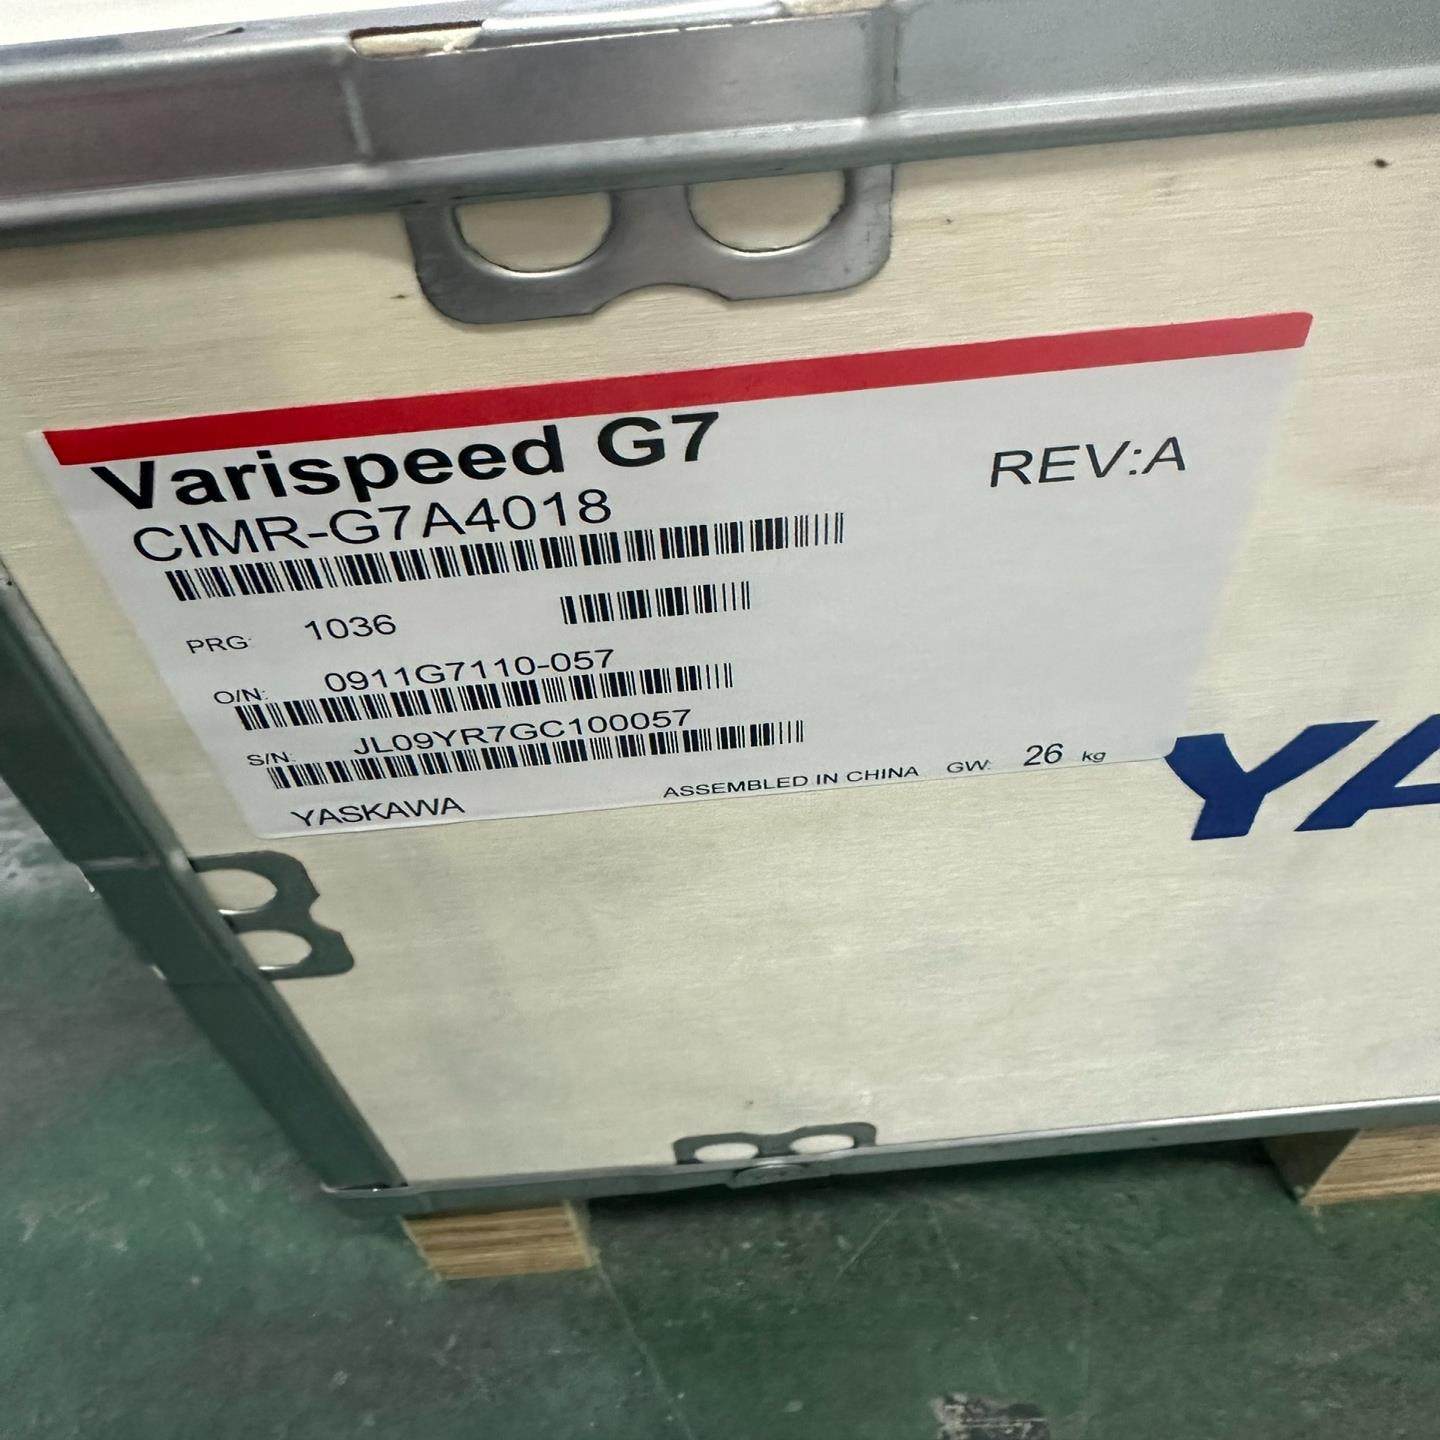 Varispeed G7
REV:A
CIMR-G7A4018
PRG: 1036
O/N: 0911G7110-057
S/N: JL09YR7GC100057
YASKAWA
ASSEMBLED IN CHINA GW: 26 kg
YA